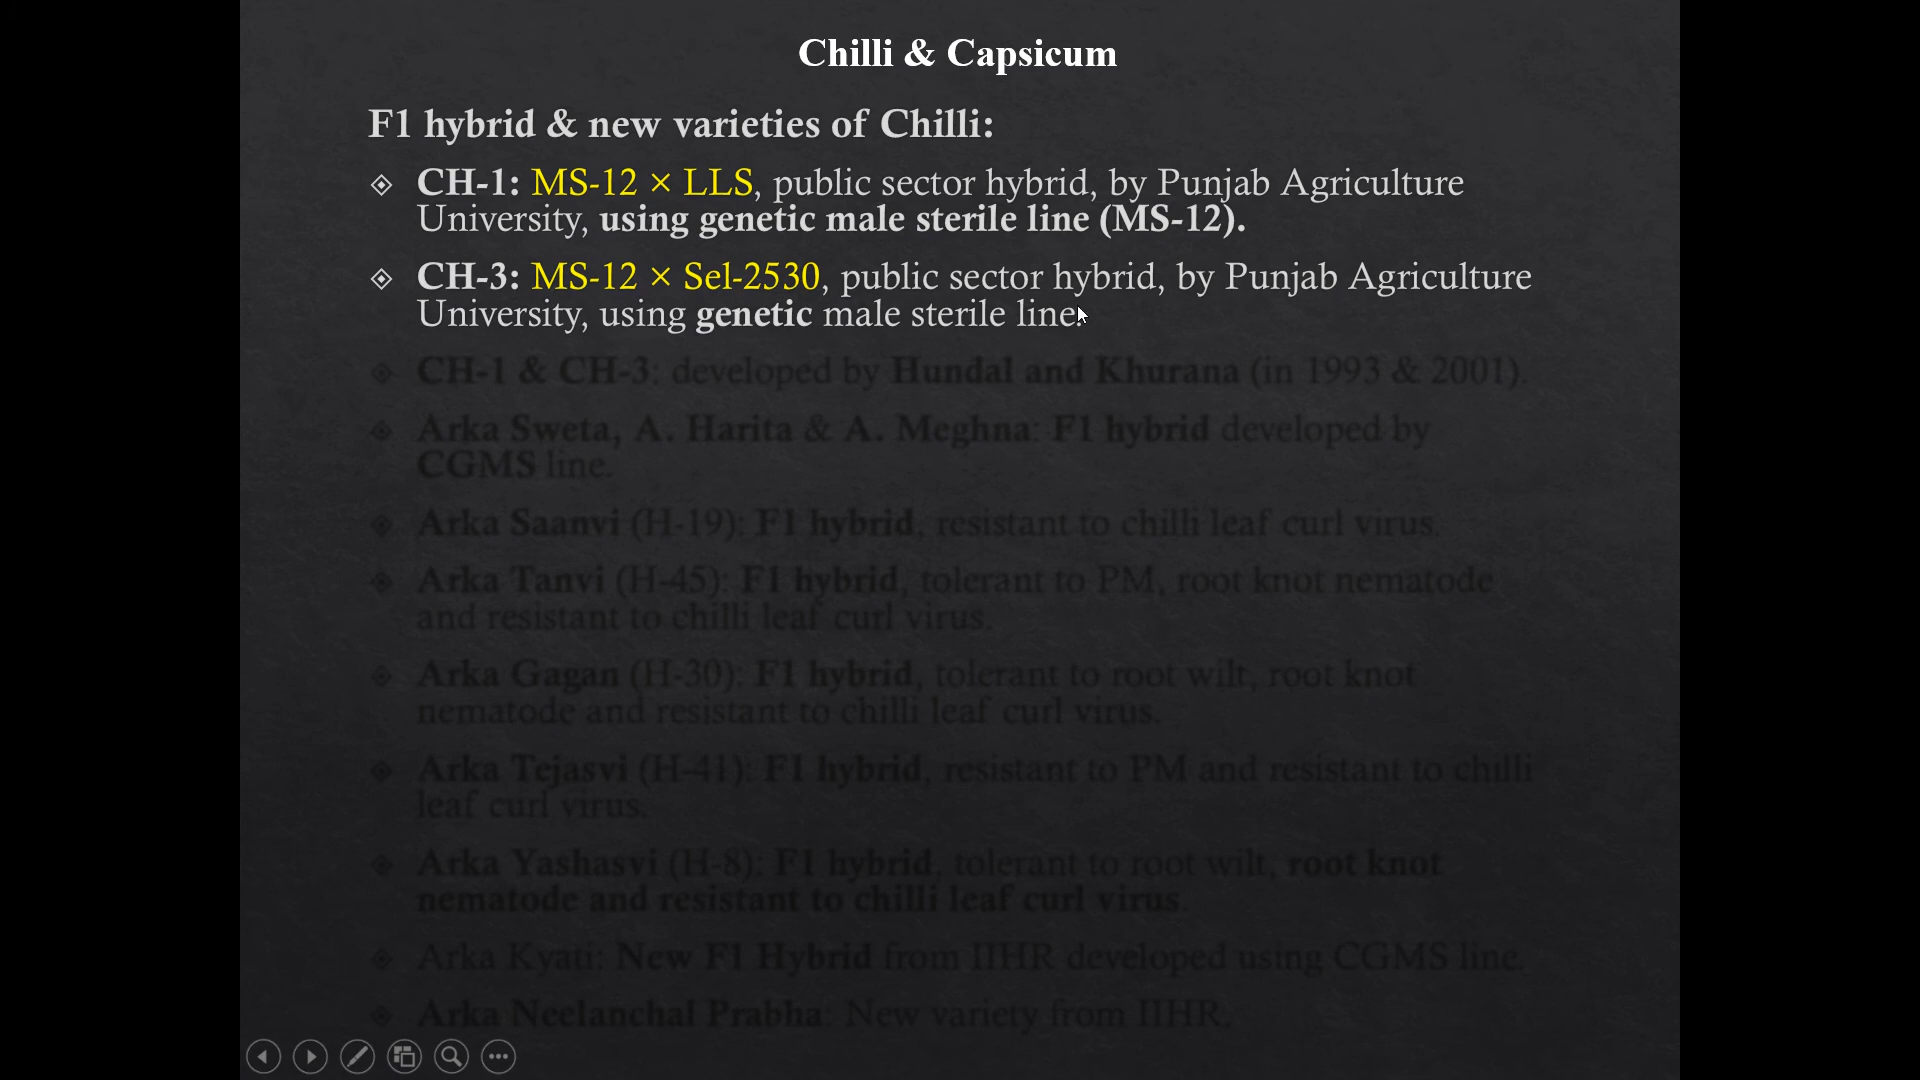 Chilli & Capsicum
F1 hybrid & new varieties of Chilli:
CH-1: MS-12 × LLS, public sector hybrid, by Punjab Agriculture
University, using genetic male sterile line (MS-12).
CH-3: MS-12 × Sel-2530, public sector hybrid, by Punjab Agriculture
University, using genetic male sterile line.
CH-1 & CH-3: developed by Hundal and Khurana (in 1993 & 2001).
Arka Sweta, A. Harita & A. Meghna: F1 hybrid developed by
CGMS line.
Arka Saanvi (H-19): F1 hybrid, resistant to chilli leaf curl virus.
Arka Tanvi (H-45): F1 hybrid, tolerant to PM, root knot nematode
and resistant to chilli leaf curl virus.
Arka Gagan (H-30): F1 hybrid, tolerant to root wilt, root knot
nematode and resistant to chilli leaf curl virus.
Arka Tejasvi (H-41): F1 hybrid, resistant to PM and resistant to chilli
leaf curl virus.
Arka Yashasvi (H-8): F1 hybrid, tolerant to root wilt, root knot
nematode and resistant to chilli leaf curl virus.
Arka Kyati: New F1 Hybrid from IIHR developed using CGMS line.
Arka Neelanchal Prabha: New variety from IIHR.